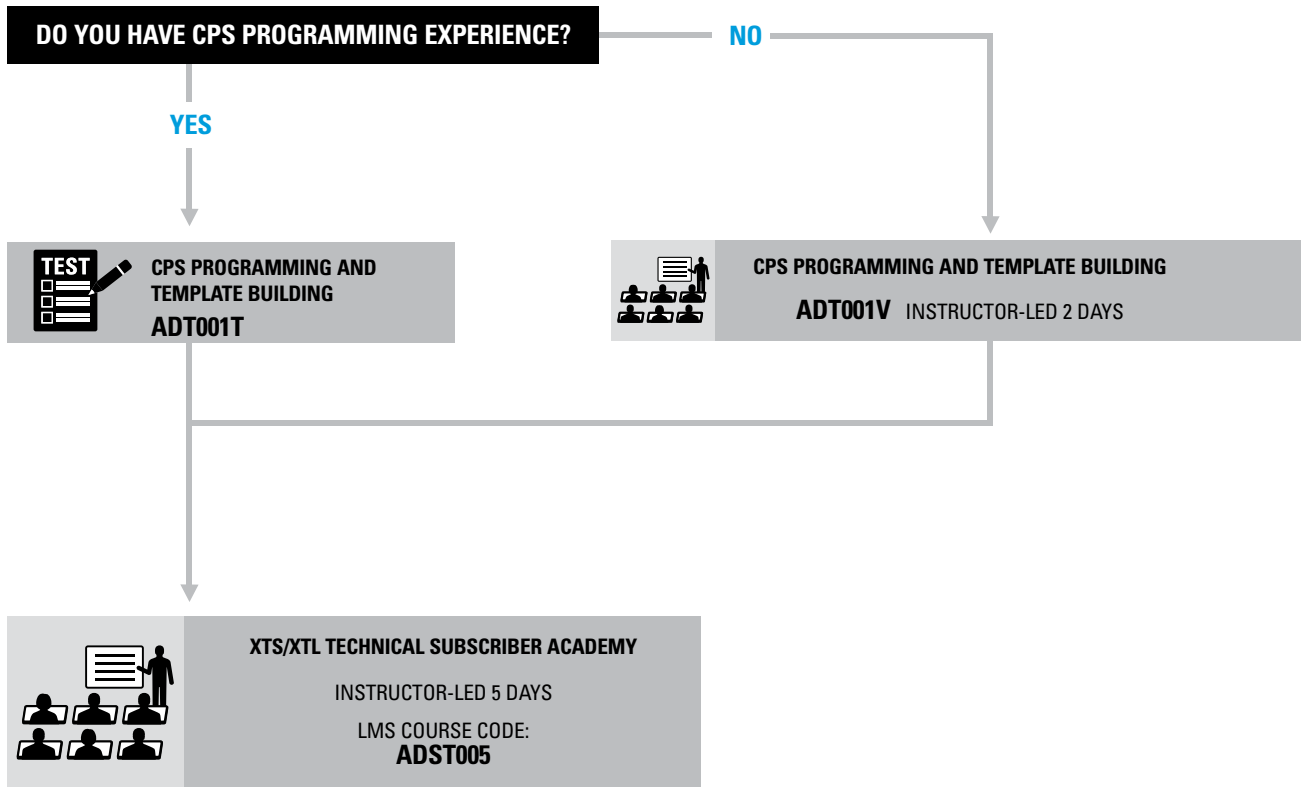 DO YOU HAVE CPS PROGRAMMING EXPERIENCE?
NO
YES
TEST
CPS PROGRAMMING AND
TEMPLATE BUILDING
ADT001T
CPS PROGRAMMING AND TEMPLATE BUILDING
ADT001V INSTRUCTOR-LED 2 DAYS
XTS/XTL TECHNICAL SUBSCRIBER ACADEMY
INSTRUCTOR-LED 5 DAYS
LMS COURSE CODE:
ADST005